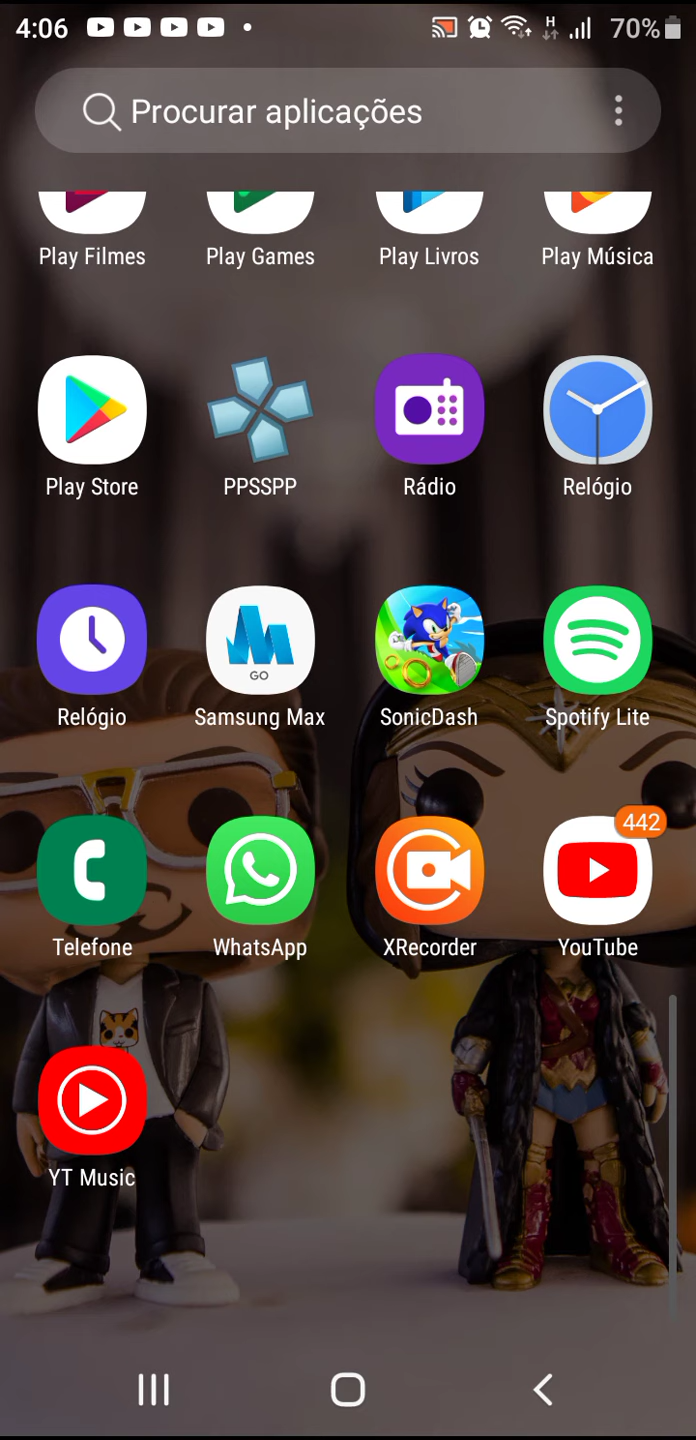 4:06 H 70%
Procurar aplicações
Play Filmes Play Games Play Livros Play Música
Play Store PPSSPP Rádio Relógio
GO
Relógio Samsung Max SonicDash Spotify Lite
442
Telefone WhatsApp XRecorder YouTube
YT Music